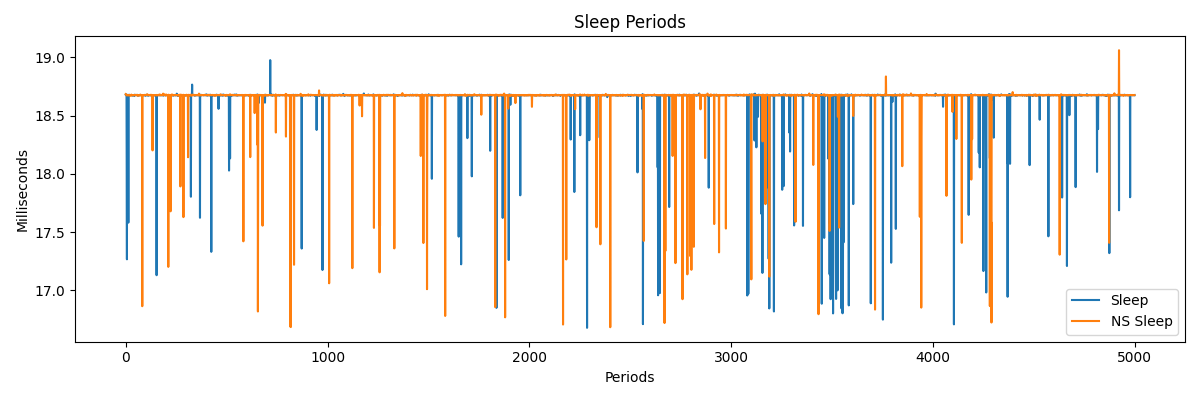 Sleep Periods
19.0
18.5
18.0
17.5
17.0
Milliseconds
0 1000 2000 3000 4000 5000
Periods
Sleep
NS Sleep